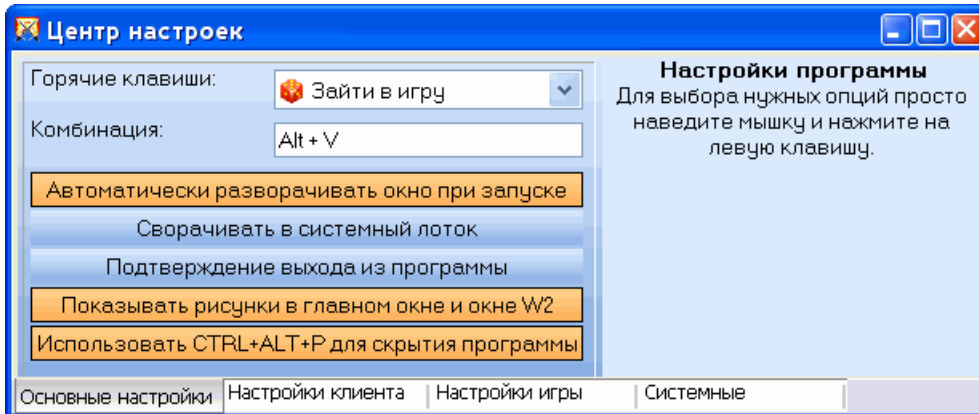 Центр настроек
Горячие клавиши:
Зайти в игру
Комбинация:
Alt + V
Автоматически разворачивать окно при запуске
Сворачивать в системный лоток
Подтверждение выхода из программы
Показывать рисунки в главном окне и окне W2
Использовать CTRL+ALT+P для скрытия программы
Настройки программы
Для выбора нужных опций просто
наведите мышку и нажмите на
левую клавишу.
Основные настройки
Настройки клиента
Настройки игры
Системные